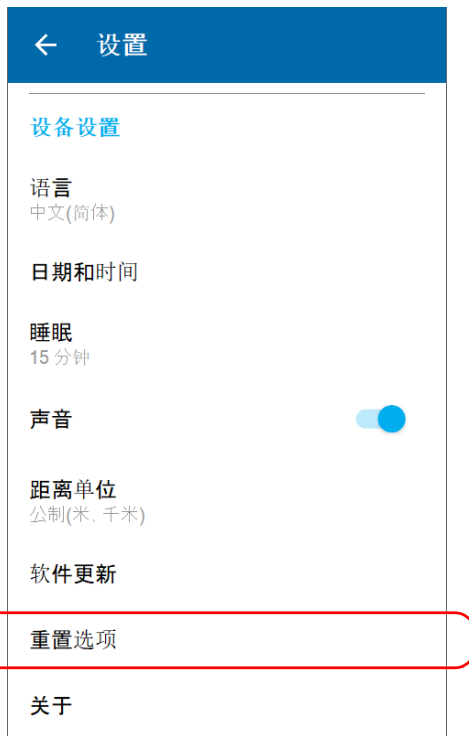 设置
设备设置
语言
中文(简体)
日期和时间
睡眠
15 分钟
声音
距离单位
公制(米、千米)
软件更新
重置选项
关于